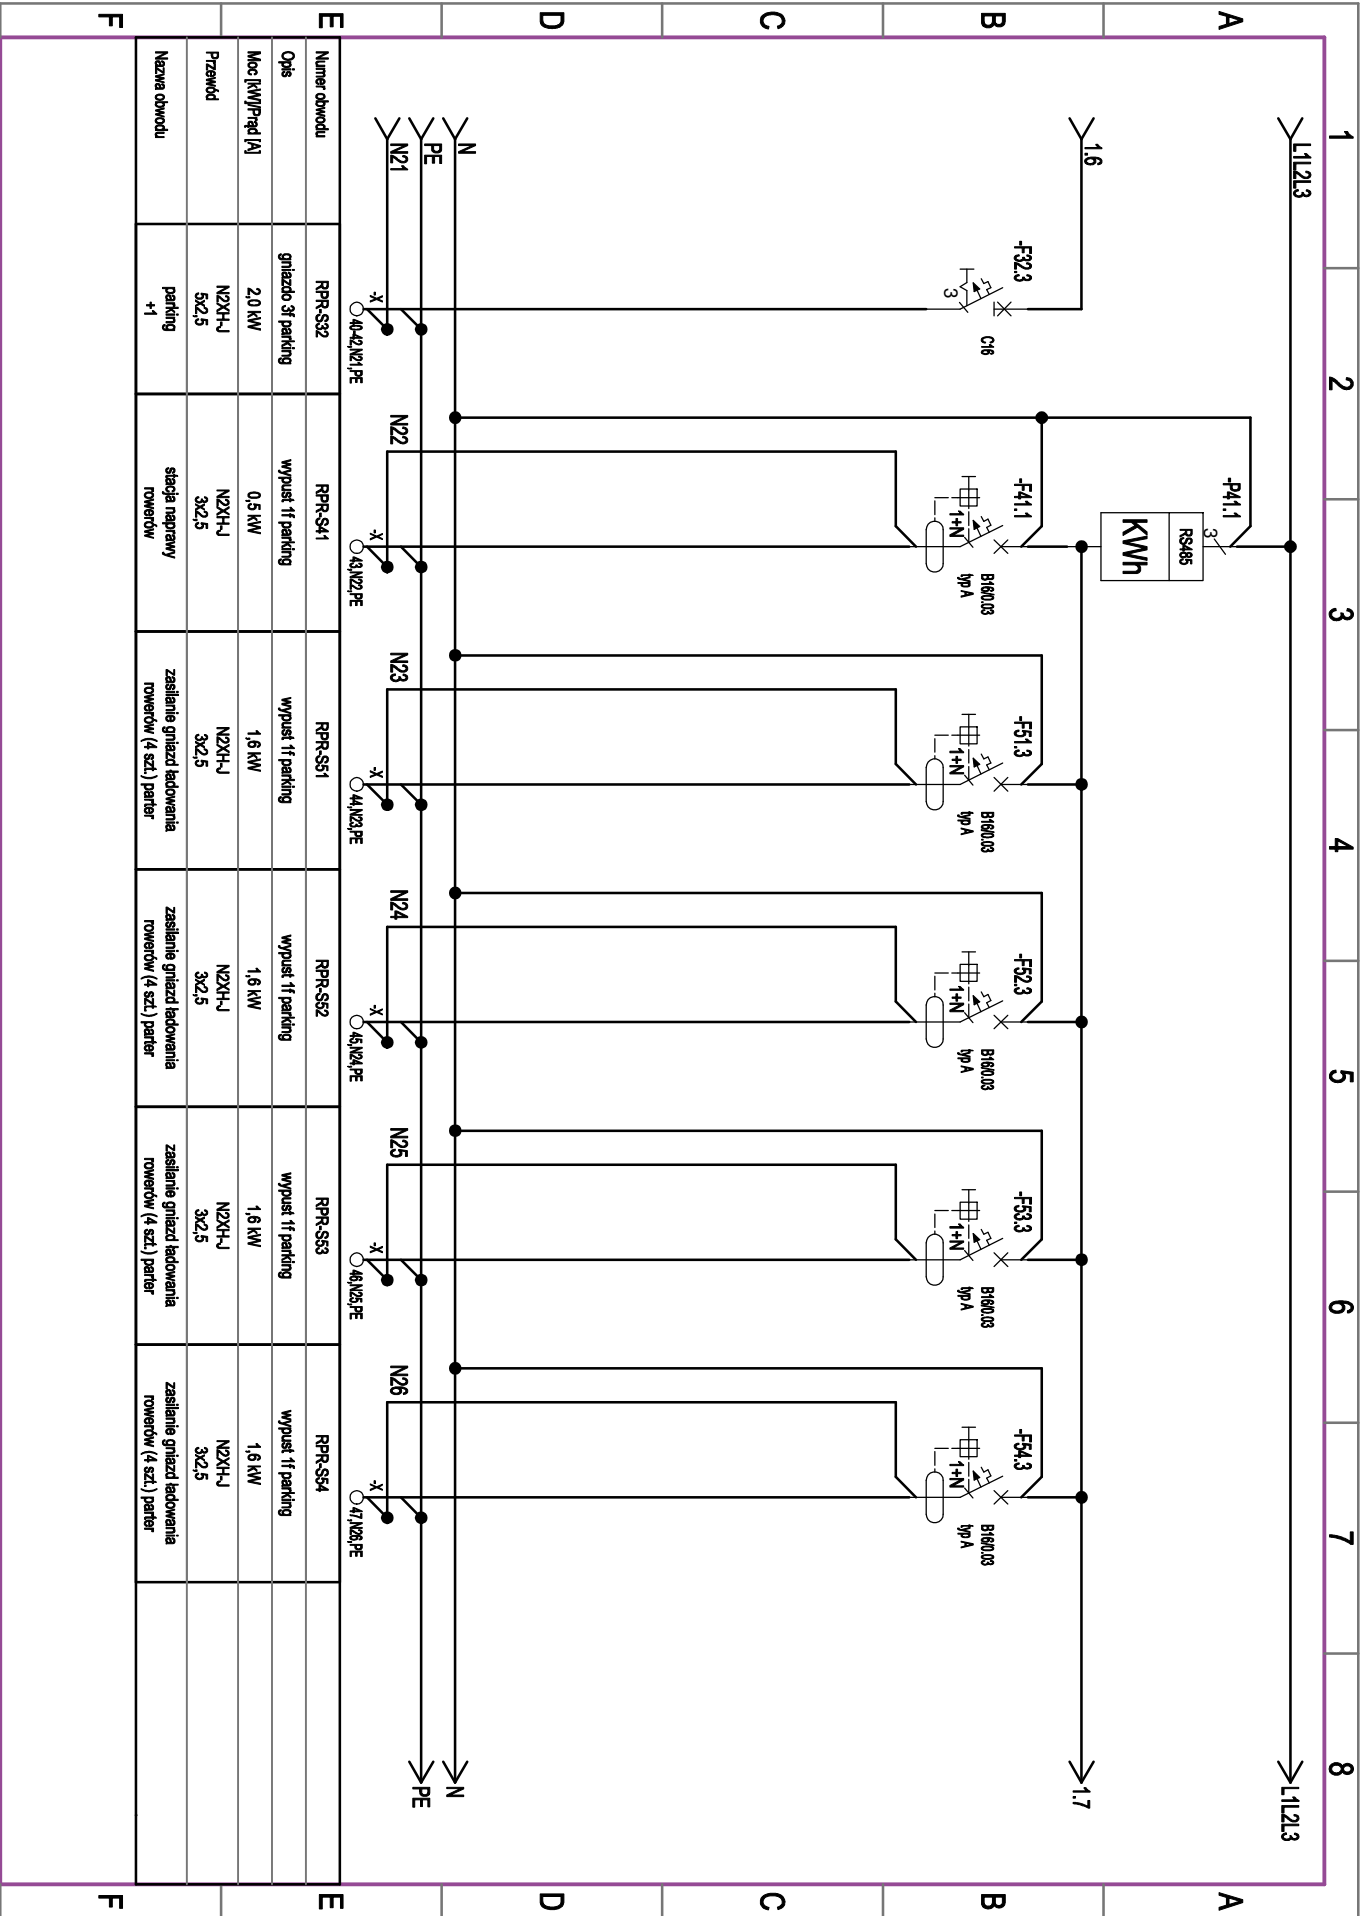 1 2 3 4 5 6 7 8
A A
L1L2L3 L1L2L3
-P41.1
3
RS485
KWh
1.6 1.7
B B
-F32.3
3
C16
-F41.1
1+N
B16/0.03
typ A
-F51.3
1+N
B16/0.03
typ A
-F52.3
1+N
B16/0.03
typ A
-F53.3
1+N
B16/0.03
typ A
-F54.3
1+N
B16/0.03
typ A
C C
D D
N N
PE PE
N21 N22 N23 N24 N25 N26
-X -X -X -X -X -X
40-42,N21,PE 43,N22,PE 44,N23,PE 45,N24,PE 46,N25,PE 47,N26,PE
E E
Numer obwodu RPR-S32 RPR-S41 RPR-S51 RPR-S52 RPR-S53 RPR-S54
Opis gniazdo 3f parking wypust 1f parking wypust 1f parking wypust 1f parking wypust 1f parking wypust 1f parking
Moc [kW]/Prąd [A] 2,0 kW 0,5 kW 1,6 kW 1,6 kW 1,6 kW 1,6 kW
Przewód N2XH-J N2XH-J N2XH-J N2XH-J N2XH-J N2XH-J
5x2,5 3x2,5 3x2,5 3x2,5 3x2,5 3x2,5
Nazwa obwodu
parking
+1
stacja naprawy
rowerów
zasilanie gniazd ładowania
rowerów (4 szt.) parter
zasilanie gniazd ładowania
rowerów (4 szt.) parter
zasilanie gniazd ładowania
rowerów (4 szt.) parter
zasilanie gniazd ładowania
rowerów (4 szt.) parter
F F